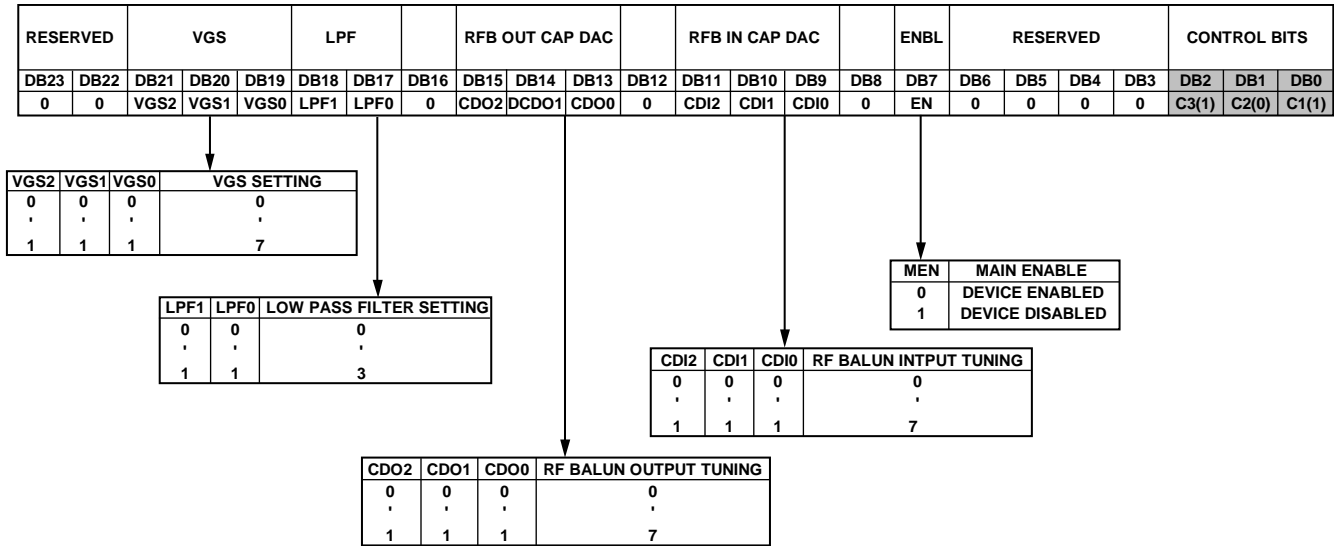 RESERVED VGS LPF RFB OUT CAP DAC RFB IN CAP DAC ENBL RESERVED CONTROL BITS
DB23 DB22 DB21 DB20 DB19 DB18 DB17 DB16 DB15 DB14 DB13 DB12 DB11 DB10 DB9 DB8 DB7 DB6 DB5 DB4 DB3 DB2 DB1 DB0
0 0 VGS2 VGS1 VGS0 LPF1 LPF0 0 CDO2 DCDO1 CDO0 0 CDI2 CDI1 CDI0 0 EN 0 0 0 0 C3(1) C2(0) C1(1)
VGS2 VGS1 VGS0 VGS SETTING
0 0 0 0
' ' ' '
1 1 1 7
MEN MAIN ENABLE
0 DEVICE ENABLED
1 DEVICE DISABLED
LPF1 LPF0 LOW PASS FILTER SETTING
0 0 0
' ' '
1 1 3
CDI2 CDI1 CDI0 RF BALUN INTPUT TUNING
0 0 0 0
' ' ' '
1 1 1 7
CDO2 CDO1 CDO0 RF BALUN OUTPUT TUNING
0 0 0 0
' ' ' '
1 1 1 7